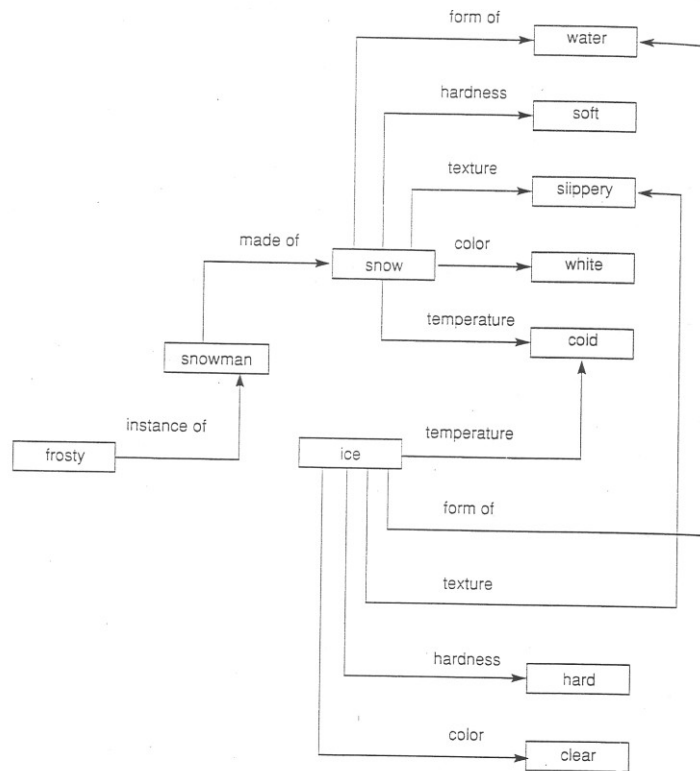 form of
water
hardness
soft
texture
slippery
made of
color
snow
white
temperature
cold
snowman
instance of
temperature
frosty
ice
form of
texture
hardness
hard
color
clear